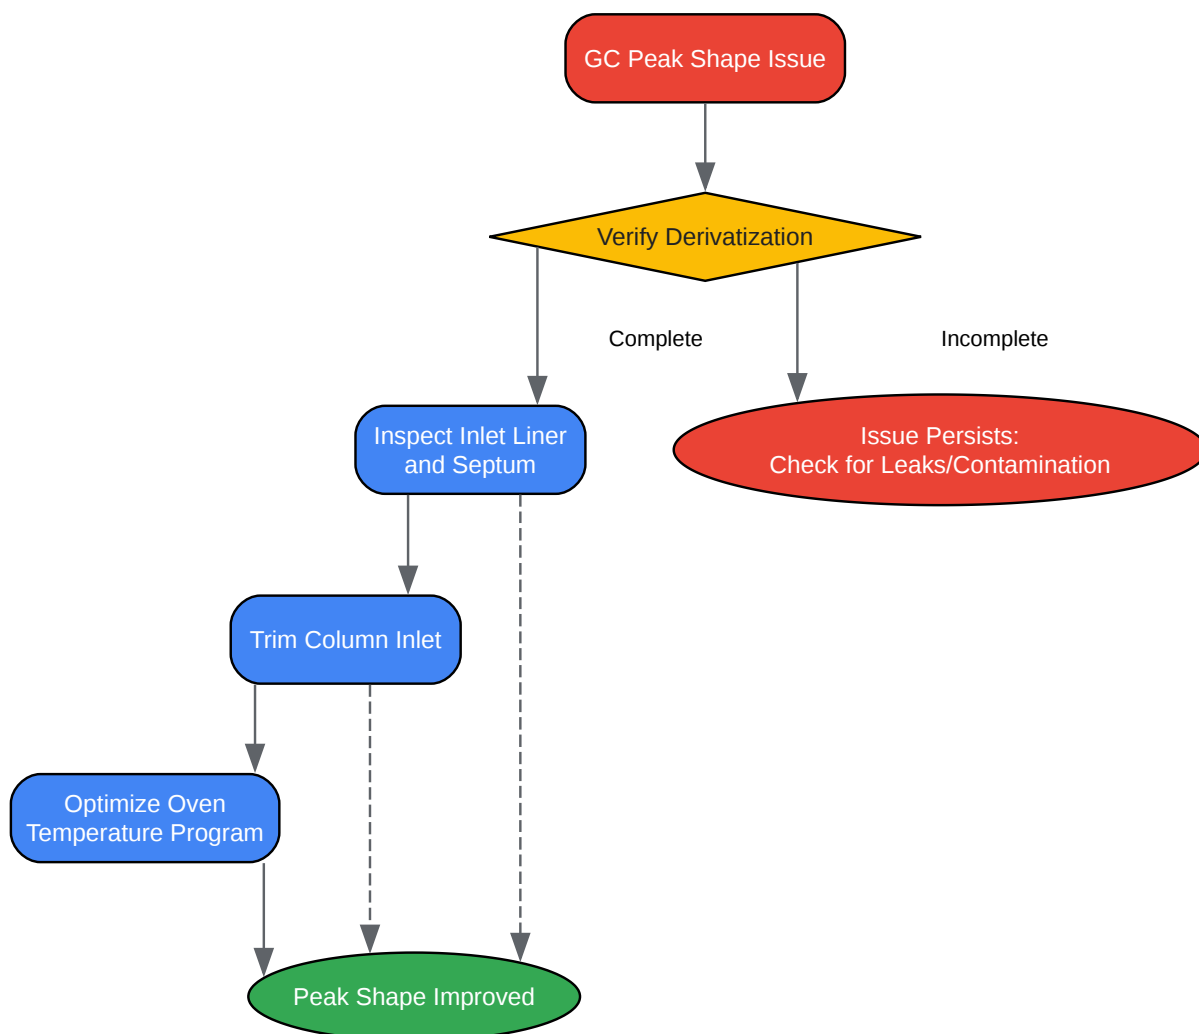 GC Peak Shape Issue
Verify Derivatization
Complete
Incomplete
Inspect Inlet Liner
and Septum
Issue Persists:
Check for Leaks/Contamination
Trim Column Inlet
Optimize Oven
Temperature Program
Peak Shape Improved